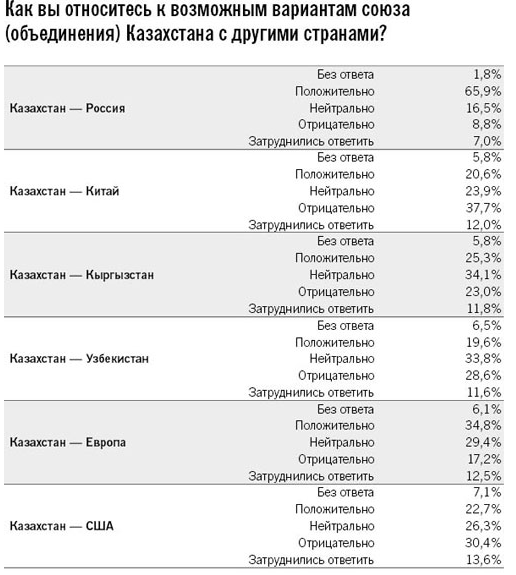 Как вы относитесь к возможным вариантам союза
(объединения) Казахстана с другими странами?
Без ответа 1,8%
Положительно 65,9%
Казахстан — Россия Нейтрально 16,5%
Отрицательно 8,8%
Затруднились ответить 7,0%
Без ответа 5,8%
Положительно 20,6%
Казахстан — Китай Нейтрально 23,9%
Отрицательно 37,7%
Затруднились ответить 12,0%
Без ответа 5,8%
Положительно 25,3%
Казахстан — Кыргызстан Нейтрально 34,1%
Отрицательно 23,0%
Затруднились ответить 11,8%
Без ответа 6,5%
Положительно 19,6%
Казахстан — Узбекистан Нейтрально 33,8%
Отрицательно 28,6%
Затруднились ответить 11,6%
Без ответа 6,1%
Положительно 34,8%
Казахстан — Европа Нейтрально 29,4%
Отрицательно 17,2%
Затруднились ответить 12,5%
Без ответа 7,1%
Положительно 22,7%
Казахстан — США Нейтрально 26,3%
Отрицательно 30,4%
Затруднились ответить 13,6%